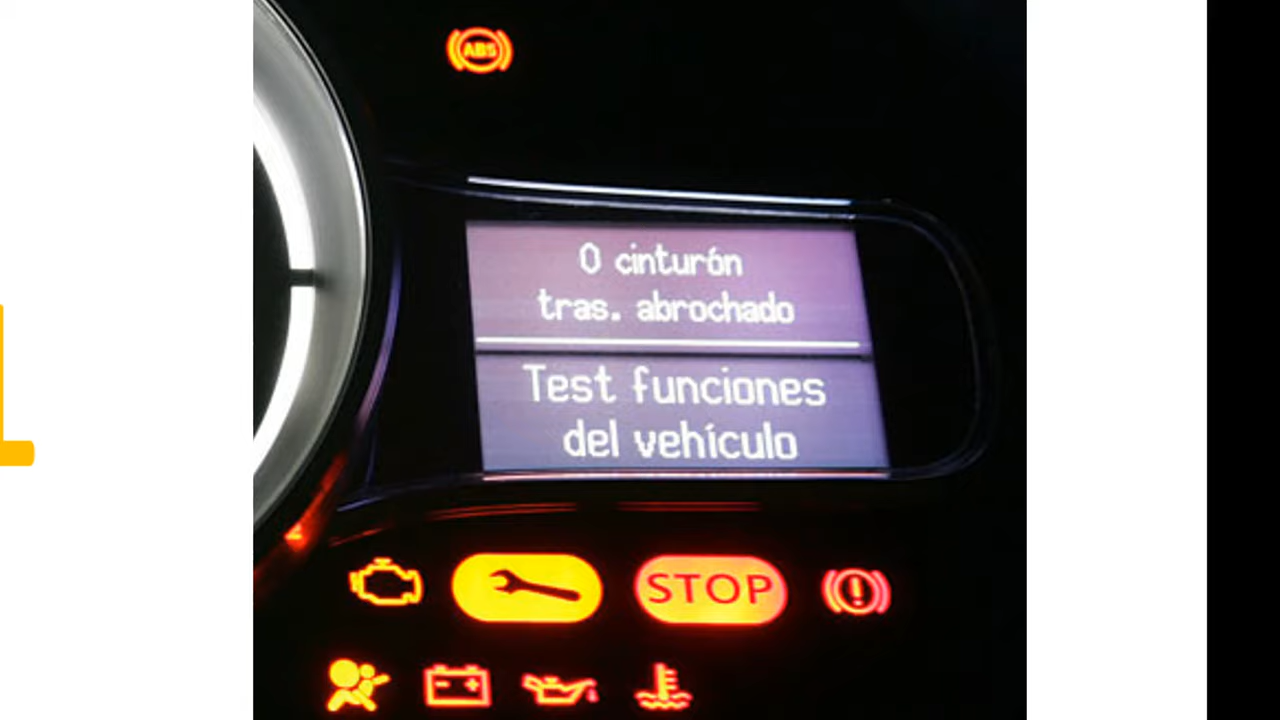 ABS
0 cinturón
tras. abrochado
Test funciones
del vehículo
STOP